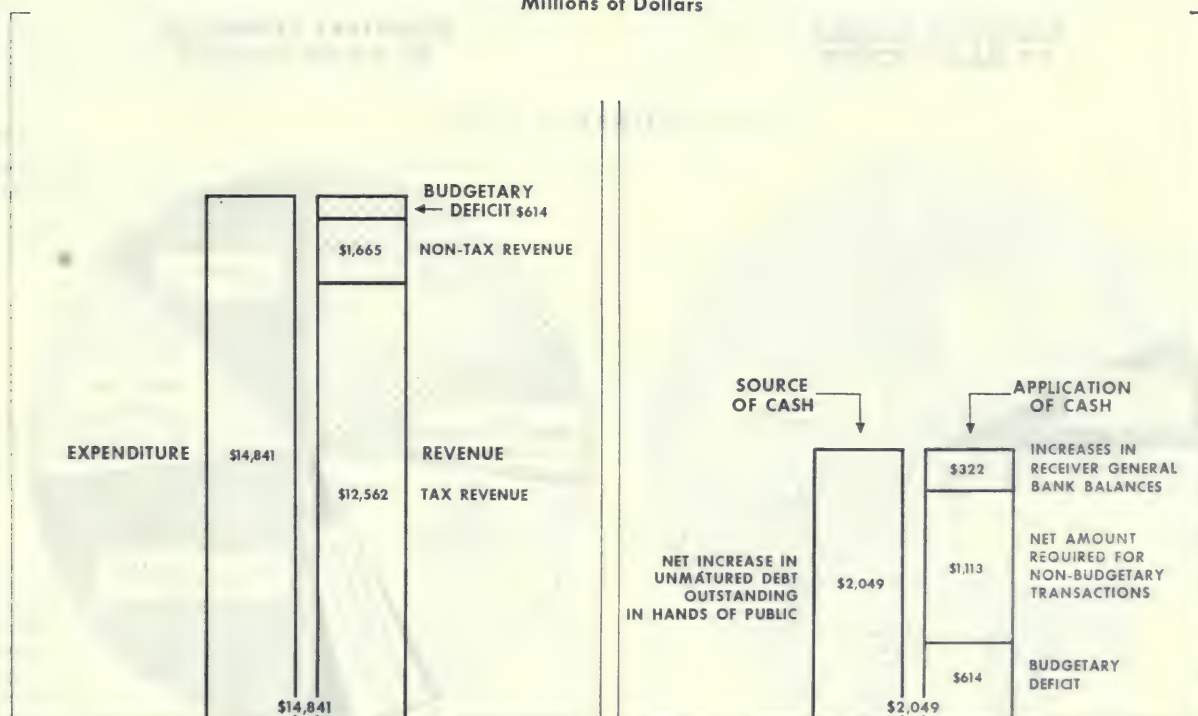 Millions of Dollars
BUDGETARY
DEFICIT $614
$1,665 NON-TAX REVENUE
EXPENDITURE $14,841 REVENUE
$12,562 TAX REVENUE
$14,841
SOURCE
OF CASH
APPLICATION
OF CASH
$322
INCREASES IN
RECEIVER GENERAL
BANK BALANCES
NET INCREASE IN
UNMATURED DEBT
OUTSTANDING
IN HANDS OF PUBLIC
$2,049
$1,113
NET AMOUNT
REQUIRED FOR
NON-BUDGETARY
TRANSACTIONS
$614
BUDGETARY
DEFICIT
$2,049